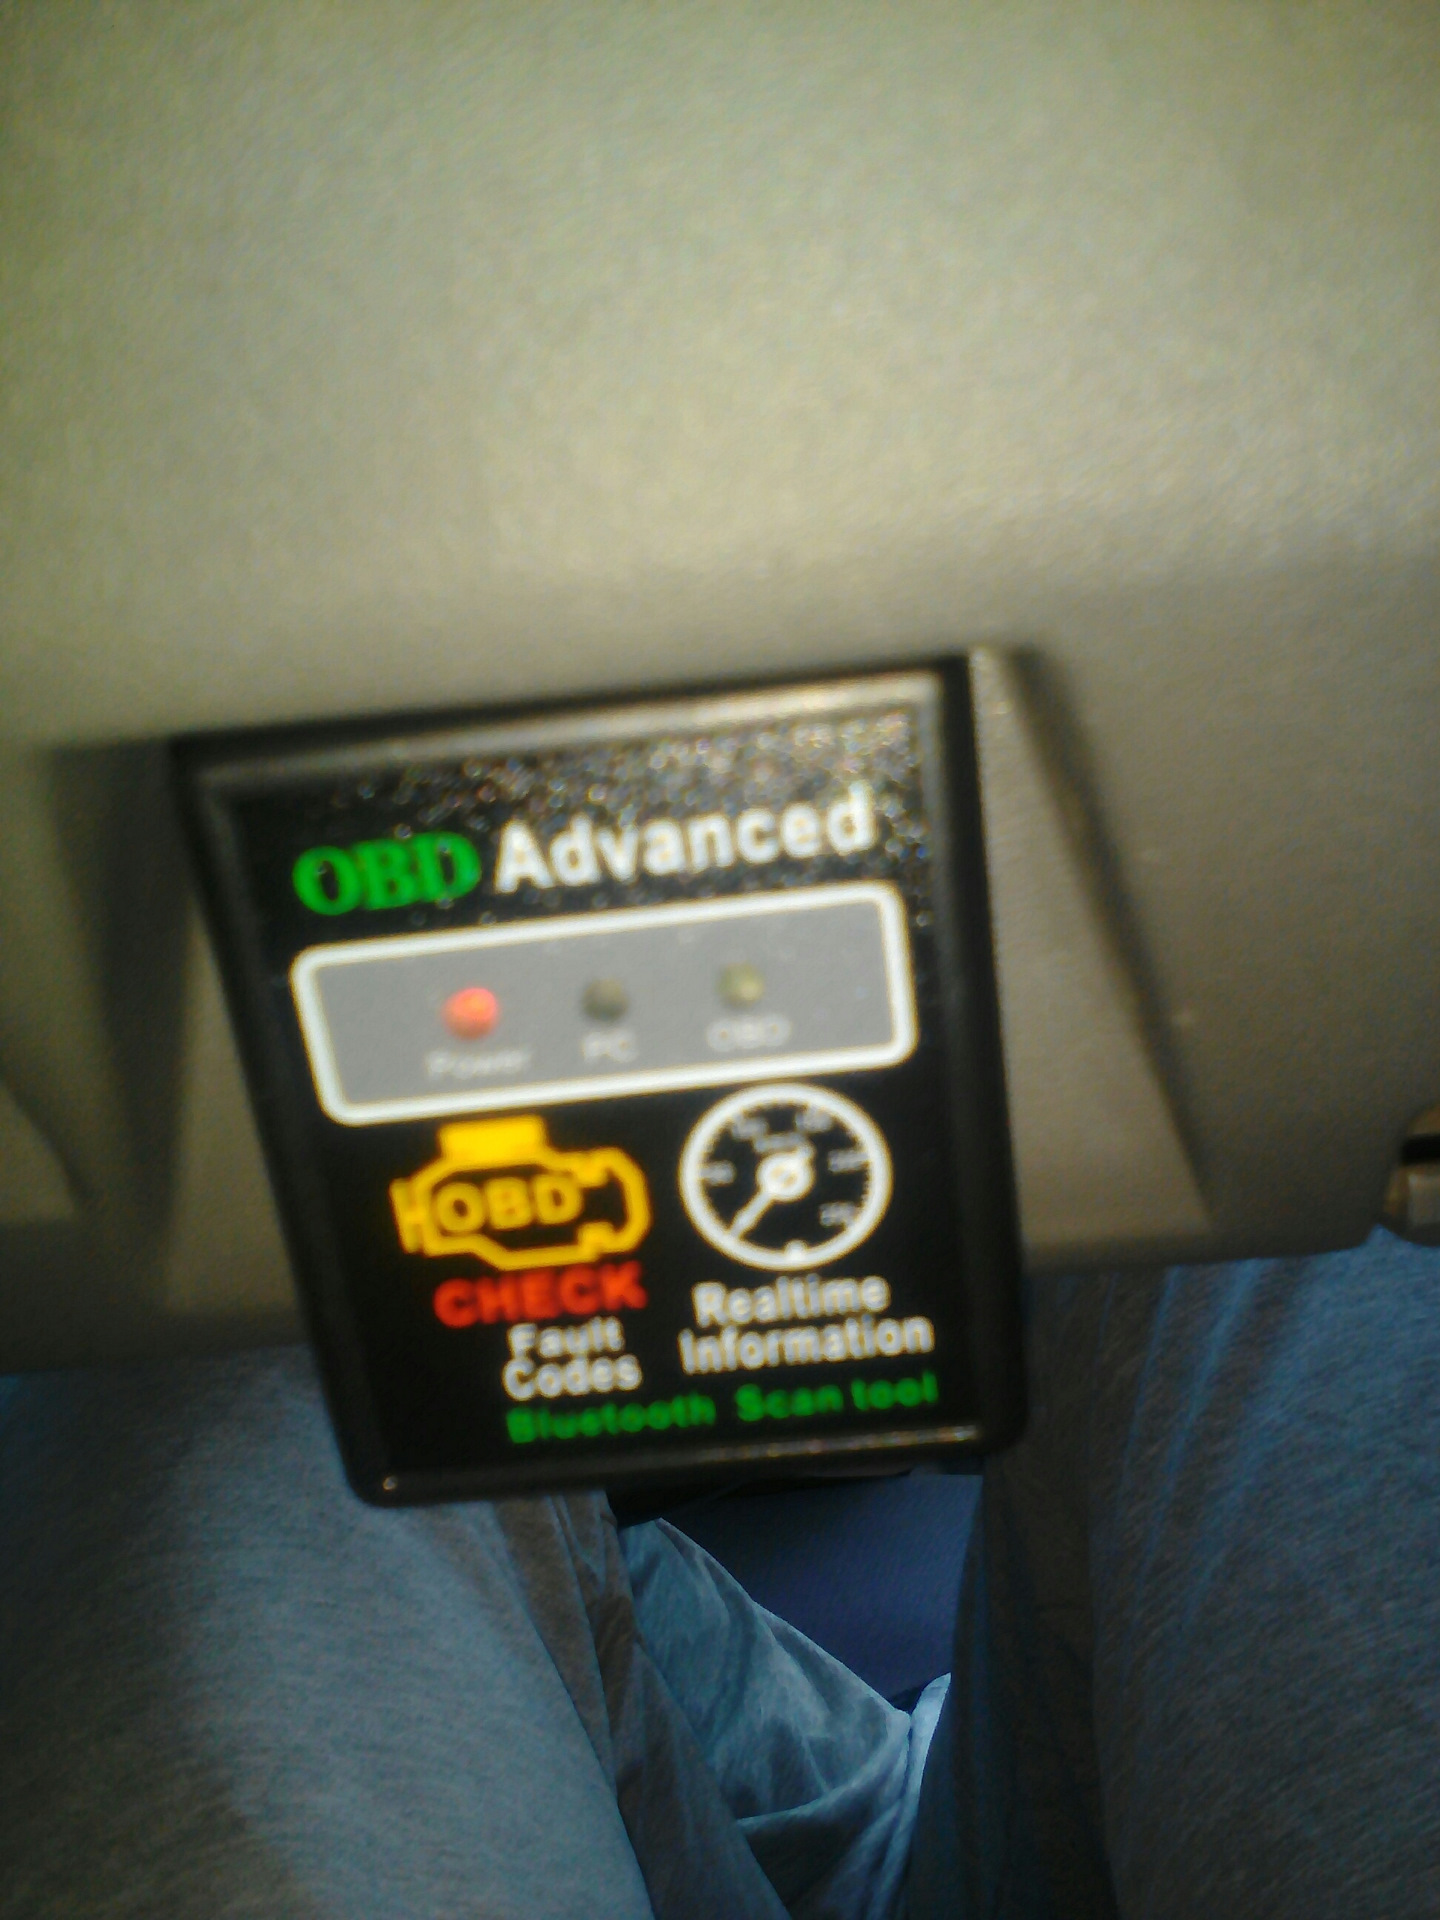 OBD Advanced
Power PC OBD
OBD
CHECK
Fault
Codes
Realtime
Information
Bluetooth Scan tool